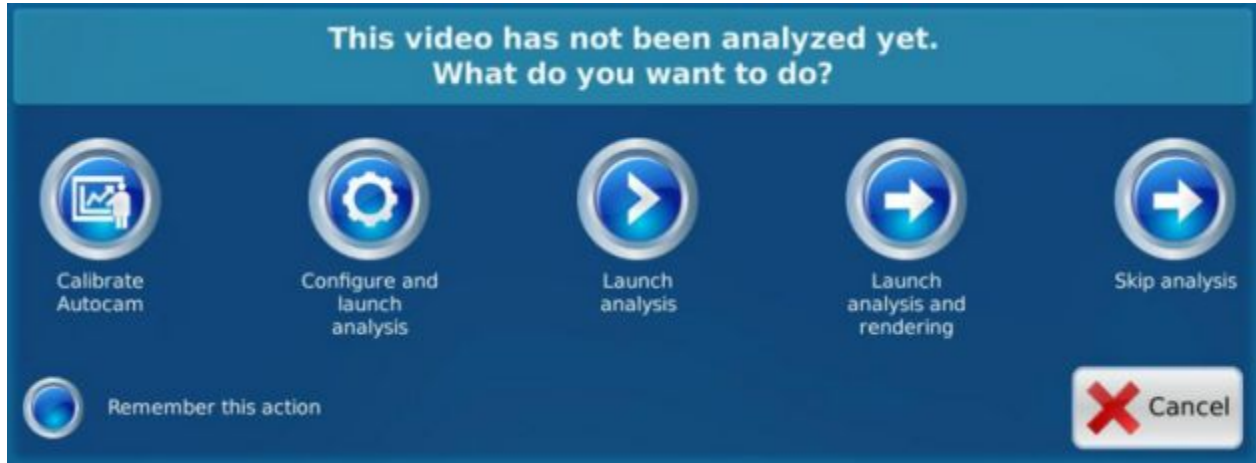 This video has not been analyzed yet.
What do you want to do?
Calibrate
Autocam
Configure and
launch
analysis
Launch
analysis
Launch
analysis and
rendering
Skip analysis
Remember this action
Cancel